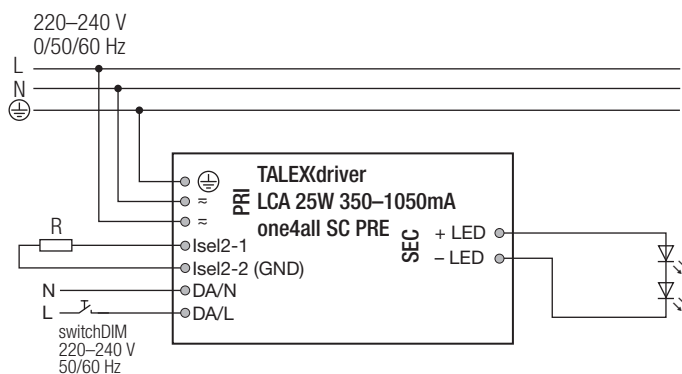 220–240 V
0/50/60 Hz
L
N
TALEXXdriver
LCA 25W 350–1050mA
one4all SC PRE
PRI
≂
≂
SEC
+ LED
– LED
R
Isel2-1
Isel2-2 (GND)
N
DA/N
L
DA/L
switchDIM
220–240 V
50/60 Hz